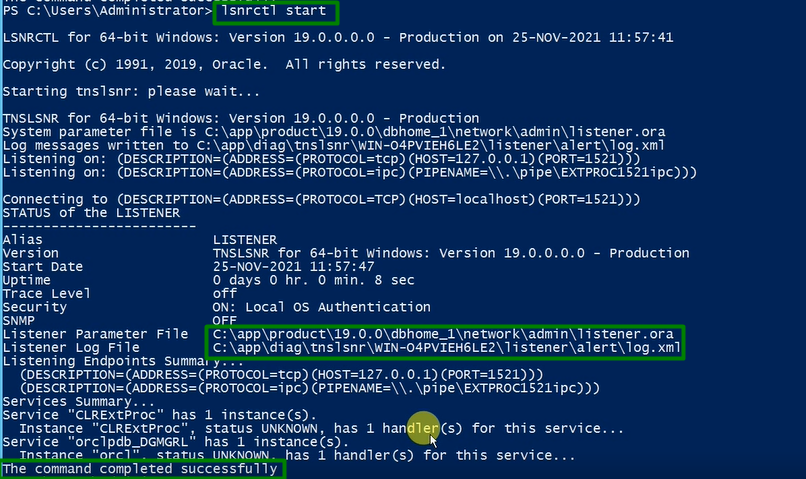 PS C:\Users\Administrator> lsnrctl start
LSNRCTL for 64-bit Windows: Version 19.0.0.0.0 - Production on 25-NOV-2021 11:57:41
Copyright (c) 1991, 2019, Oracle.  All rights reserved.
Starting tnslsnr: please wait...
TNSLSNR for 64-bit Windows: Version 19.0.0.0.0 - Production
System parameter file is C:\app\product\19.0.0\dbhome_1\network\admin\listener.ora
Log messages written to C:\app\diag\tnslsnr\WIN-O4PVIEH6LE2\listener\alert\log.xml
Listening on: (DESCRIPTION=(ADDRESS=(PROTOCOL=tcp)(HOST=127.0.0.1)(PORT=1521)))
Listening on: (DESCRIPTION=(ADDRESS=(PROTOCOL=ipc)(PIPENAME=\\.\pipe\EXTPROC1521ipc)))
Connecting to (DESCRIPTION=(ADDRESS=(PROTOCOL=TCP)(HOST=localhost)(PORT=1521)))
STATUS of the LISTENER
------------------------
Alias                     LISTENER
Version                   TNSLSNR for 64-bit Windows: Version 19.0.0.0.0 - Production
Start Date                25-NOV-2021 11:57:47
Uptime                    0 days 0 hr. 0 min. 8 sec
Trace Level               off
Security                  ON: Local OS Authentication
SNMP                      OFF
Listener Parameter File   C:\app\product\19.0.0\dbhome_1\network\admin\listener.ora
Listener Log File         C:\app\diag\tnslsnr\WIN-O4PVIEH6LE2\listener\alert\log.xml
Listening Endpoints Summary...
  (DESCRIPTION=(ADDRESS=(PROTOCOL=tcp)(HOST=127.0.0.1)(PORT=1521)))
  (DESCRIPTION=(ADDRESS=(PROTOCOL=ipc)(PIPENAME=\\.\pipe\EXTPROC1521ipc)))
Services Summary...
Service "CLRExtProc" has 1 instance(s).
  Instance "CLRExtProc", status UNKNOWN, has 1 handler(s) for this service...
Service "orclpdb_DGMGRL" has 1 instance(s).
  Instance "orcl", status UNKNOWN, has 1 handler(s) for this service...
The command completed successfully